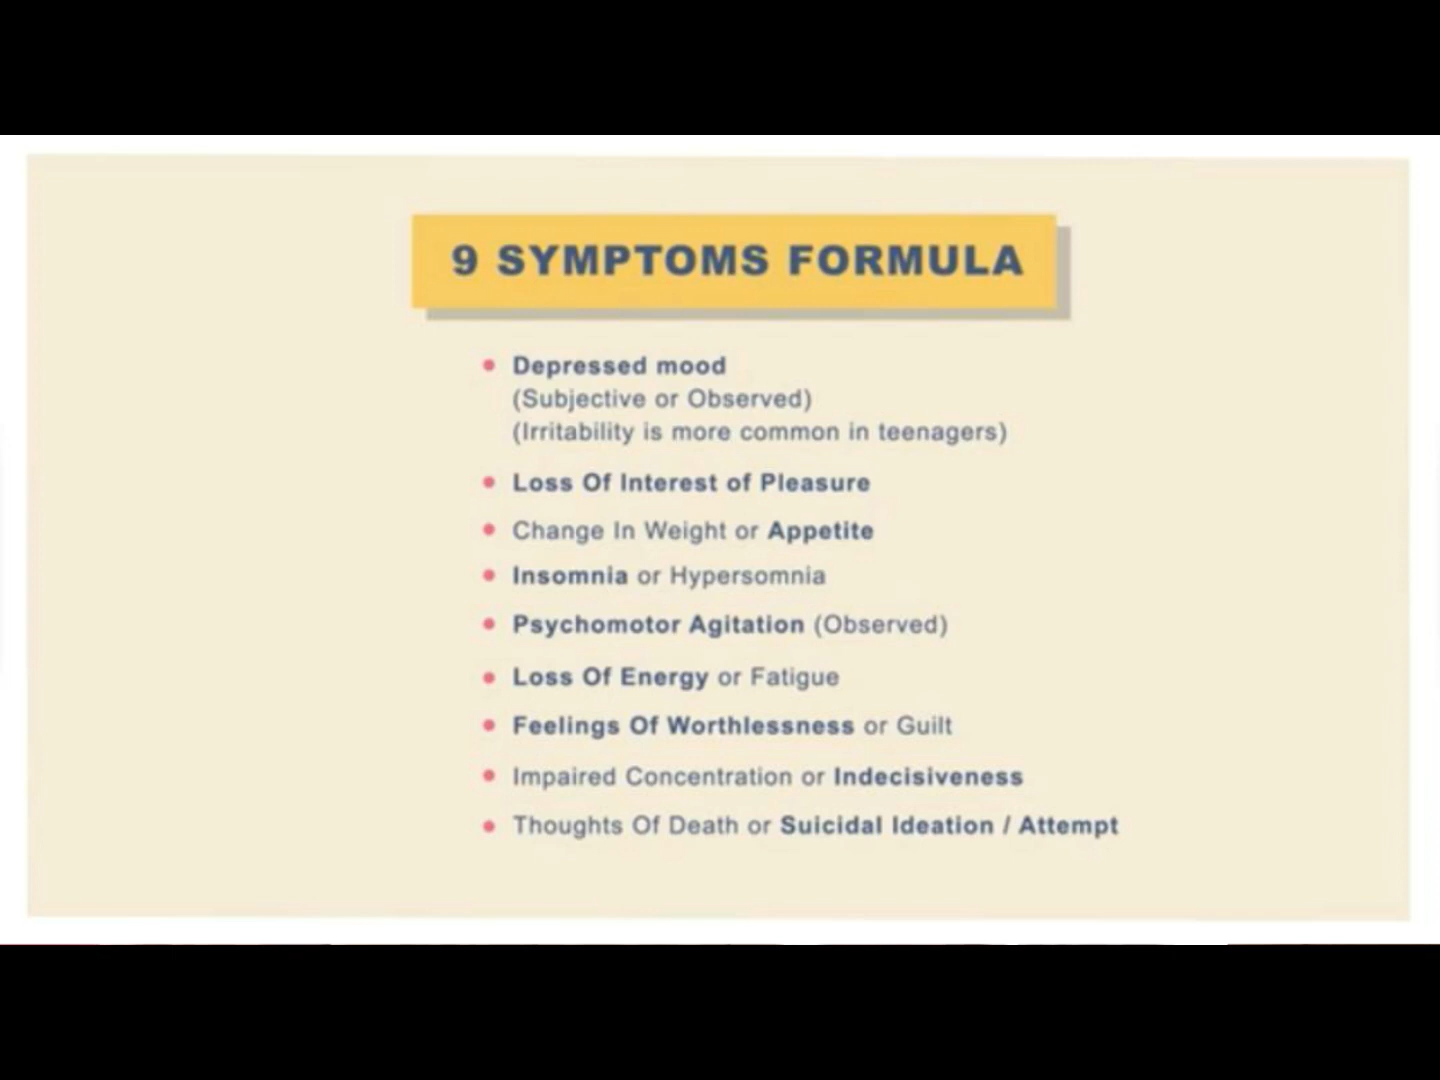 9 SYMPTOMS FORMULA
Depressed mood
(Subjective or Observed)
(Irritability is more common in teenagers)
Loss Of Interest of Pleasure
Change In Weight or Appetite
Insomnia or Hypersomnia
Psychomotor Agitation (Observed)
Loss Of Energy or Fatigue
Feelings Of Worthlessness or Guilt
Impaired Concentration or Indecisiveness
Thoughts Of Death or Suicidal Ideation / Attempt